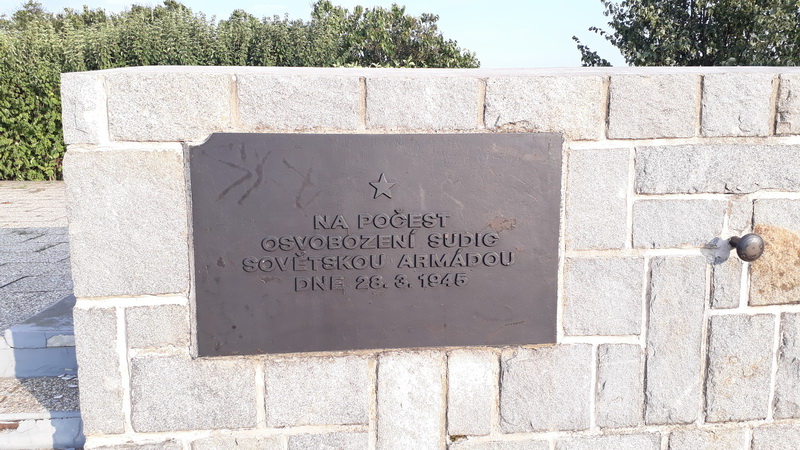 NA POČEST
OSVOBOZENÍ SUDIC
SOVĚTSKOU ARMÁDOU
DNE 28. 3. 1945